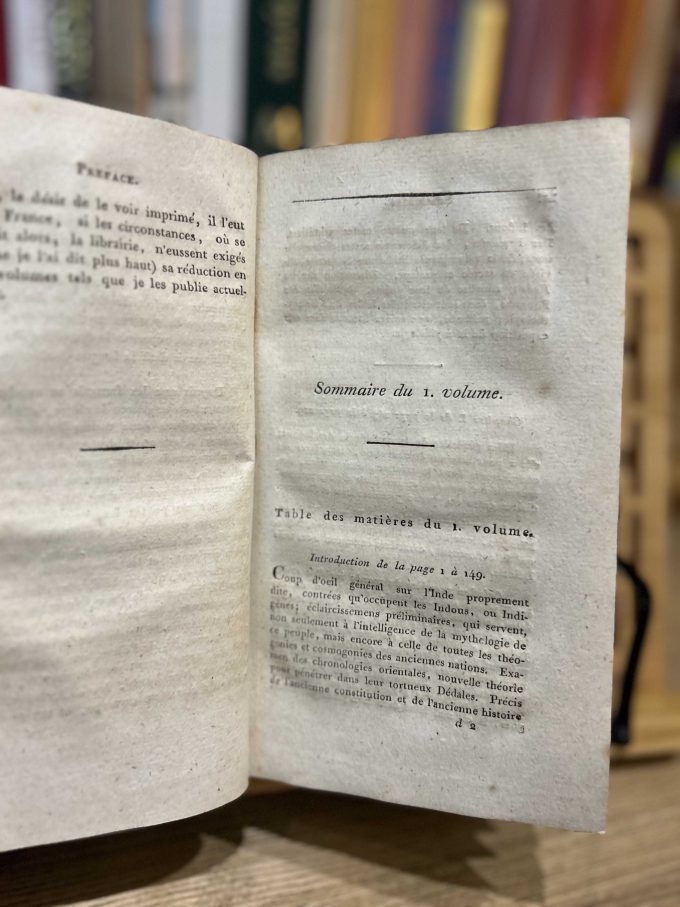 PREFACE.
, le désir de le voir imprimé, il l'eut
France, si les circonstances, où se
alors, la librairie, n'eussent exigés
je l'ai dit plus haut) sa réduction en
volumes tels que je les publie actuel-
Sommaire du 1. volume.
Table des matières du 1. volume.
Introduction de la page 1 à 149.
Coup d'oeil général sur l'Inde proprement
dite, contrées qu'occupent les Indous, ou Indi-
gènes; éclaircissemens préliminaires, qui servent,
non seulement à l'intelligence de la mythologie de
ce peuple, mais encore à celle de toutes les théo-
gonies et cosmogonies des anciennes nations. Exa-
men des chronologies orientales, nouvelle théorie
pour pénétrer dans leur tortueux Dédales. Précis
de l'ancienne constitution et de l'ancienne histoire
d 2